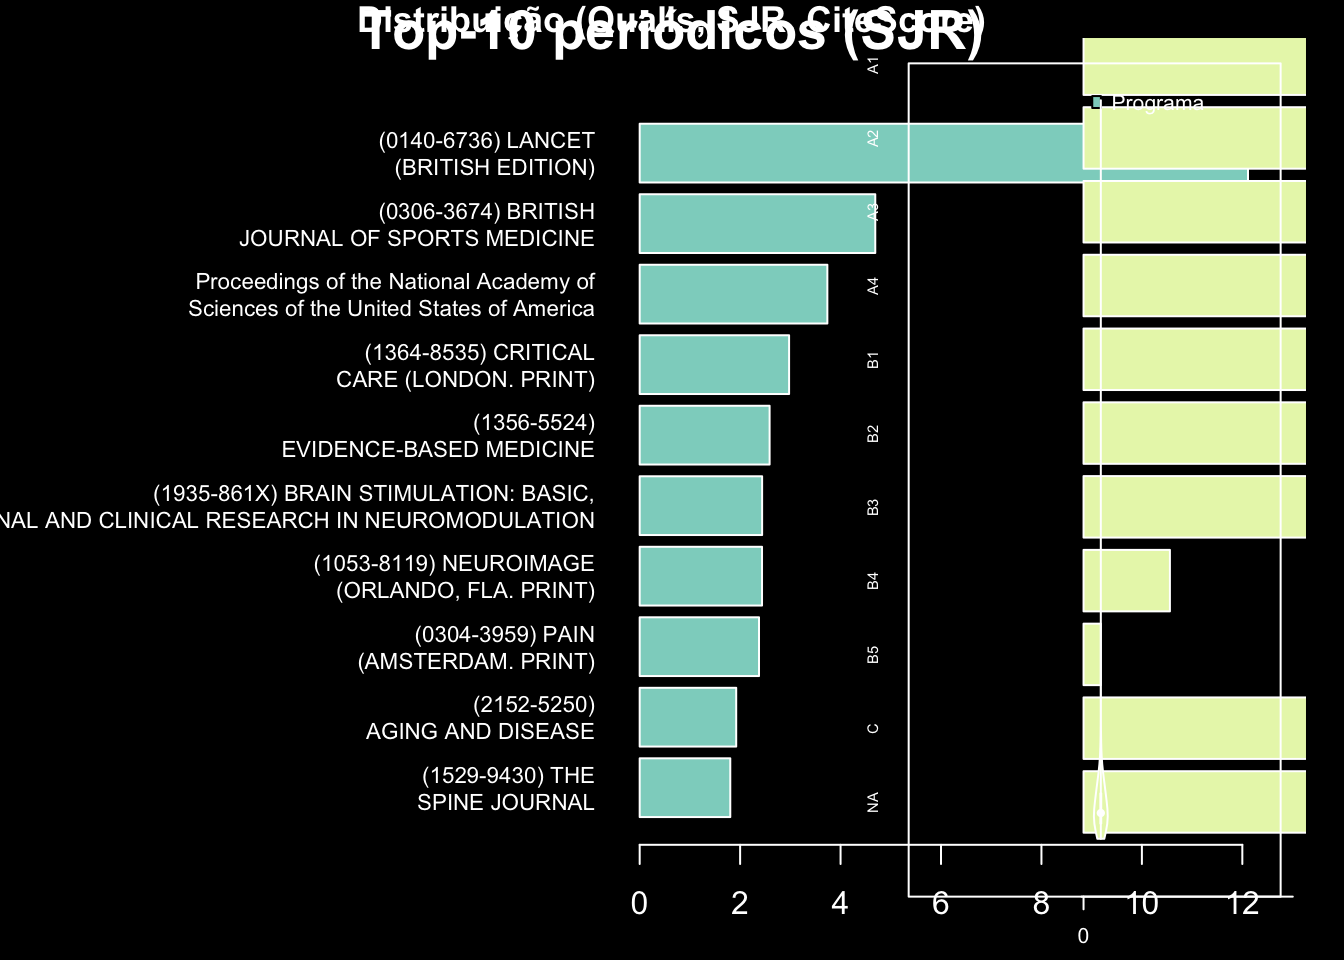 Distribuição (Qualis, SJR, CiteScore)
Top-10 periódicos (SJR)
Programa
(0140-6736) LANCET
(BRITISH EDITION)
(0306-3674) BRITISH
JOURNAL OF SPORTS MEDICINE
Proceedings of the National Academy of
Sciences of the United States of America
(1364-8535) CRITICAL
CARE (LONDON. PRINT)
(1356-5524)
EVIDENCE-BASED MEDICINE
(1935-861X) BRAIN STIMULATION: BASIC,
AND CLINICAL RESEARCH IN NEUROMODULATION
(1053-8119) NEUROIMAGE
(ORLANDO, FLA. PRINT)
(0304-3959) PAIN
(AMSTERDAM. PRINT)
(2152-5250)
AGING AND DISEASE
(1529-9430) THE
SPINE JOURNAL
A1
A2
A3
A4
B1
B2
B3
B4
B5
C
NA
0 2 4 6 8 10 12
0